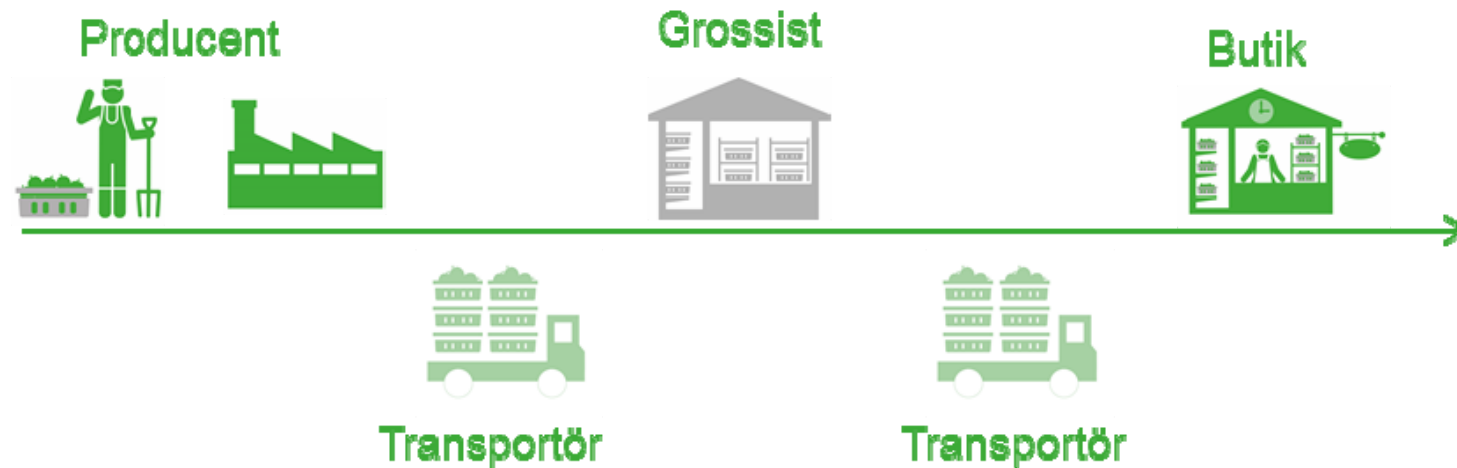 Producent
Grossist
Butik
Transportör
Transportör